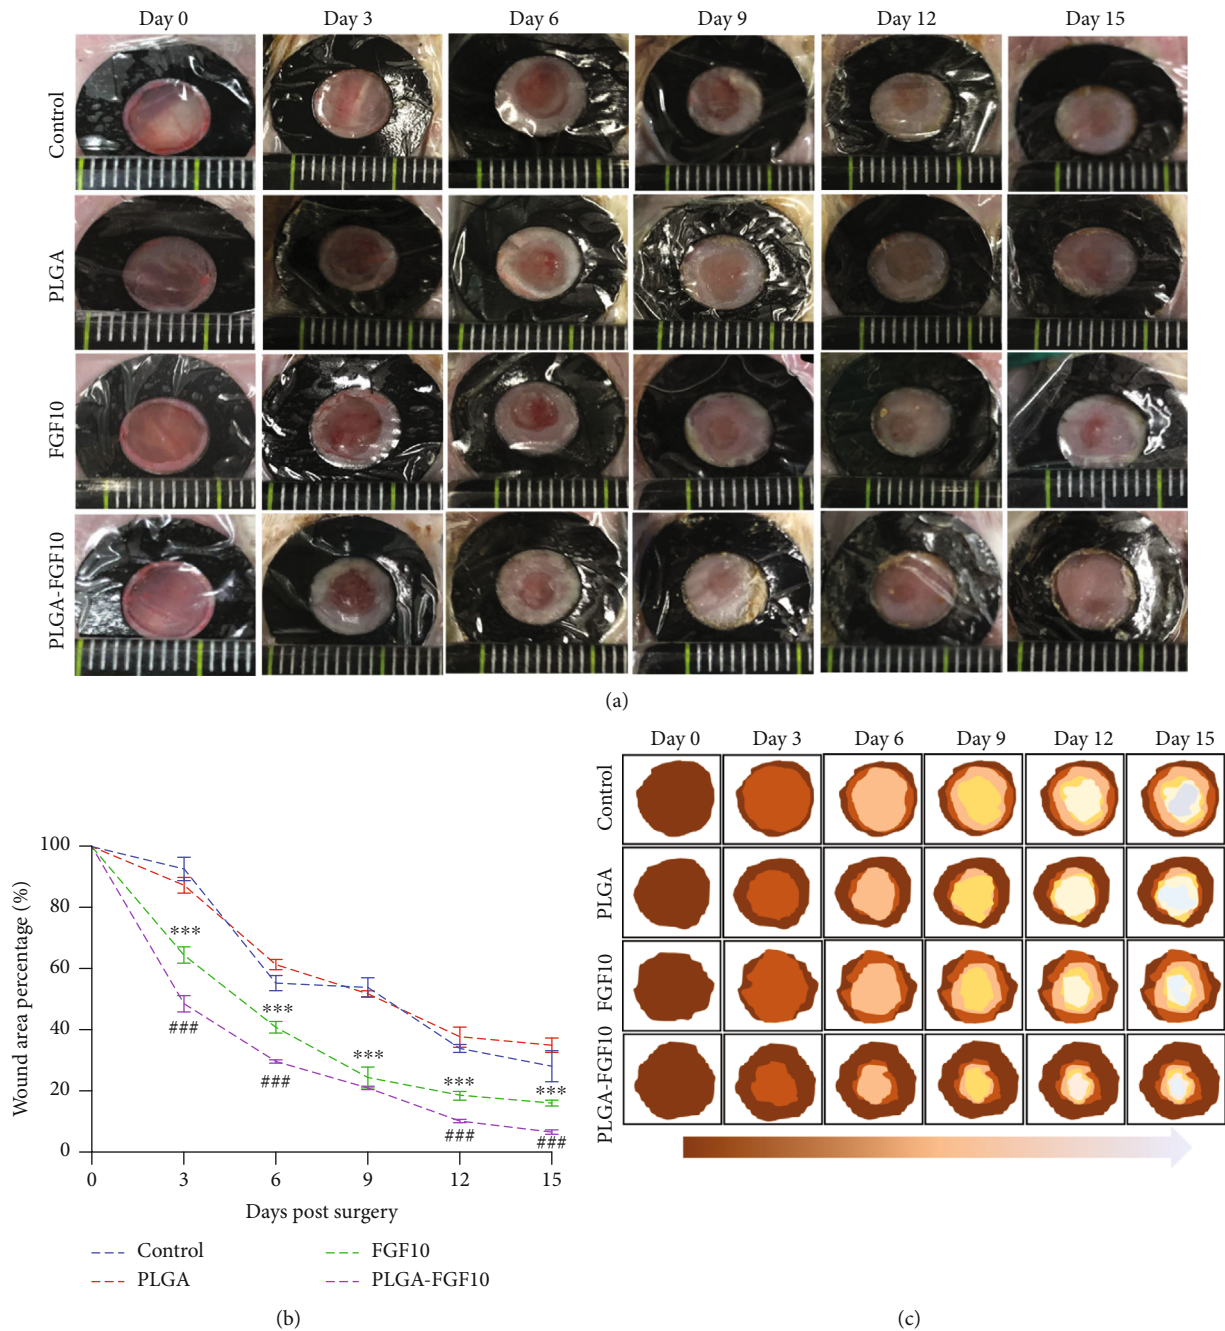 Day 0 Day 3 Day 6 Day 9 Day 12 Day 15
Control
PLGA
FGF10
PLGA-FGF10
(a)
Day 0 Day 3 Day 6 Day 9 Day 12 Day 15
Control
PLGA
FGF10
PLGA-FGF10
(c)
Wound area percentage (%)
100
80
60
40
20
0
***
***
***
***
***
###
###
###
###
0 3 6 9 12 15
Days post surgery
Control
PLGA
FGF10
PLGA-FGF10
(b)